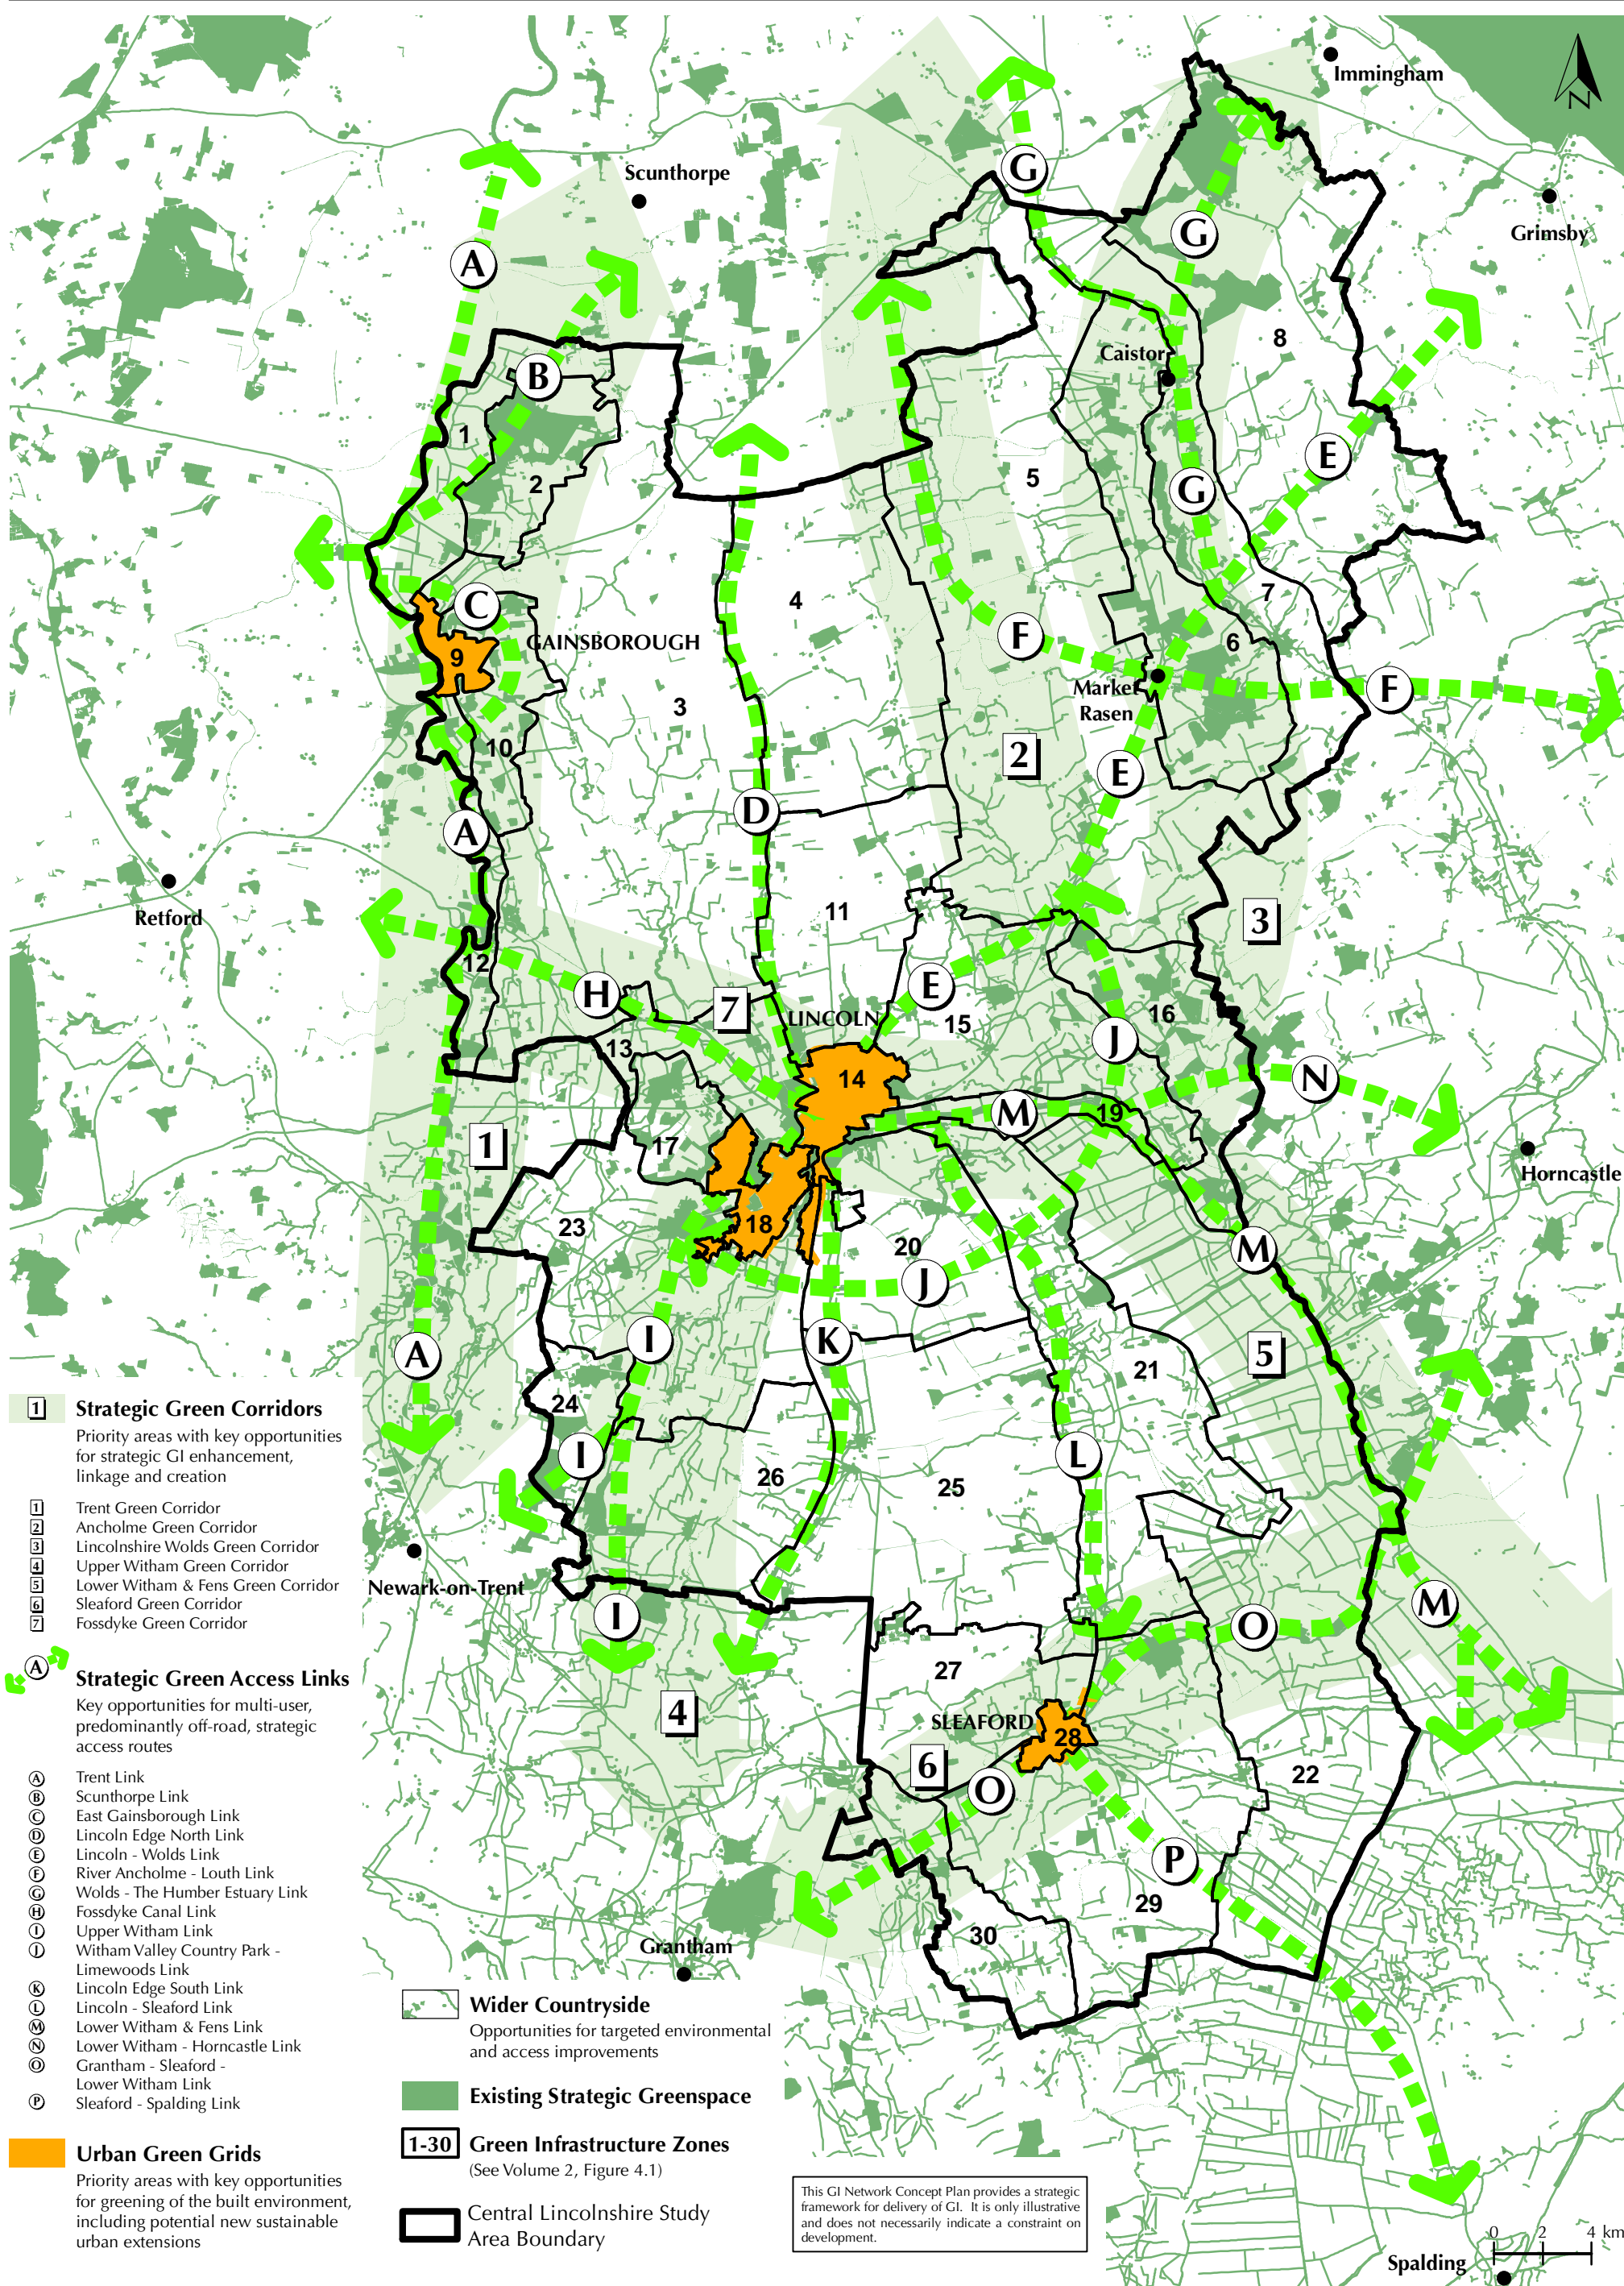 Immingham
N
Scunthorpe
G
Grimsby
G
A
8
Caistor
B
1
E
5
2
G
4
7
C
GAINSBOROUGH
F
6
9
Market
Rasen
F
3
10
2
E
D
A
Retford
11
3
12
H
E
7
LINCOLN
15
16
13
J
14
N
M
19
1
17
Horncastle
18
23
20
M
J
I
K
5
A
21
24
I
L
26
25
Newark-on-Trent
I
M
O
27
4
SLEAFORD
28
6
22
O
P
29
30
Grantham
Spalding
0 2 4 km
1 Strategic Green Corridors
Priority areas with key opportunities
for strategic GI enhancement,
linkage and creation
1 Trent Green Corridor
2 Ancholme Green Corridor
3 Lincolnshire Wolds Green Corridor
4 Upper Witham Green Corridor
5 Lower Witham & Fens Green Corridor
6 Sleaford Green Corridor
7 Fossdyke Green Corridor
A Strategic Green Access Links
Key opportunities for multi-user,
predominantly off-road, strategic
access routes
A Trent Link
B Scunthorpe Link
C East Gainsborough Link
D Lincoln Edge North Link
E Lincoln - Wolds Link
F River Ancholme - Louth Link
G Wolds - The Humber Estuary Link
H Fossdyke Canal Link
I Upper Witham Link
J Witham Valley Country Park -
Limewoods Link
K Lincoln Edge South Link
L Lincoln - Sleaford Link
M Lower Witham & Fens Link
N Lower Witham - Horncastle Link
O Grantham - Sleaford -
Lower Witham Link
P Sleaford - Spalding Link
Urban Green Grids
Priority areas with key opportunities
for greening of the built environment,
including potential new sustainable
urban extensions
Wider Countryside
Opportunities for targeted environmental
and access improvements
Existing Strategic Greenspace
1-30 Green Infrastructure Zones
(See Volume 2, Figure 4.1)
Central Lincolnshire Study
Area Boundary
This GI Network Concept Plan provides a strategic
framework for delivery of GI. It is only illustrative
and does not necessarily indicate a constraint on
development.